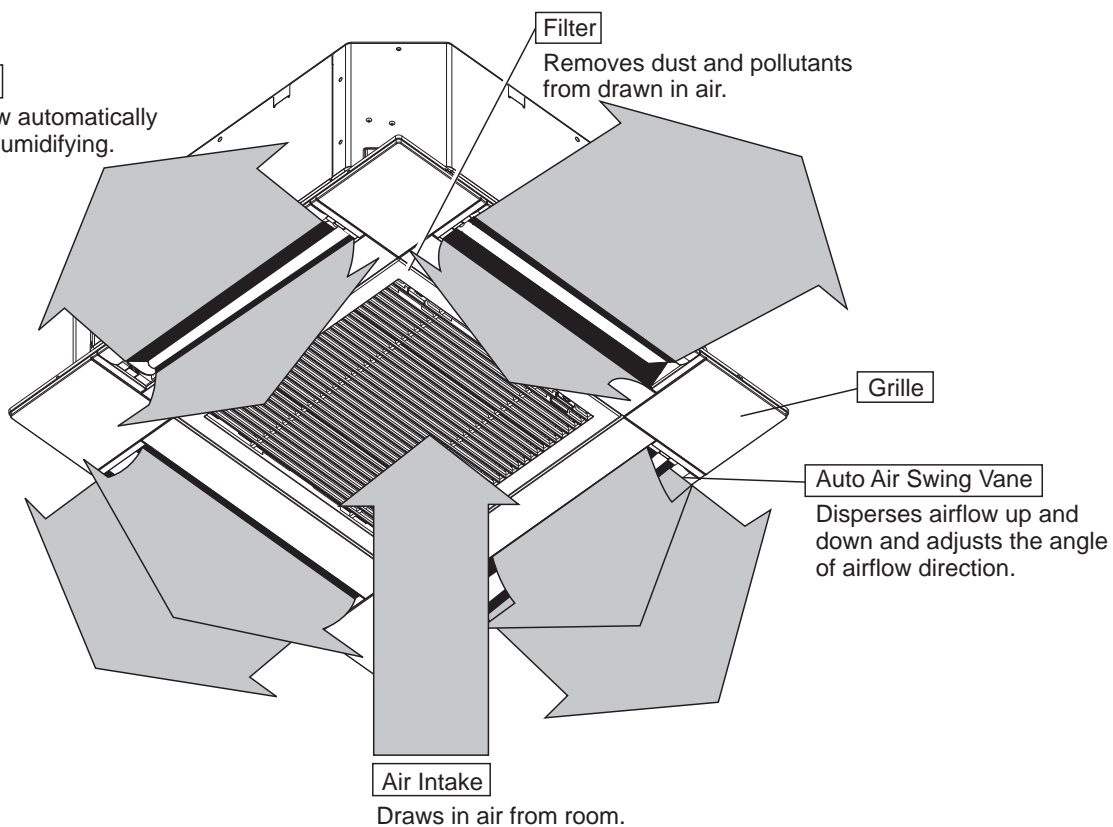 Filter
Removes dust and pollutants
from drawn in air.
automatically
Grille
Auto Air Swing Vane
Disperses airflow up and
down and adjusts the angle
of airflow direction.
Air Intake
Draws in air from room.